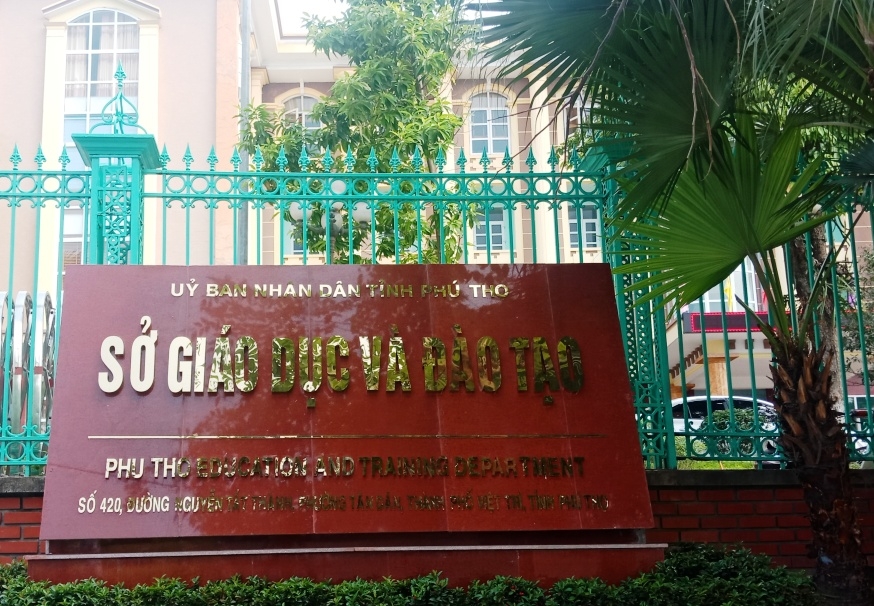 UỶ BAN NHAN DÂN TỈNH PHÚ THO
SỞ GIÁO DỤC VÀ ĐÀO TẠO
PHU THO EDUCATION AND TRAINING DEPARTMENT
SỐ 420, ĐƯỜNG NGUYỄN TẤT THÀNH, PHƯỜNG TÂN DÂN, THÀNH PHỐ VIỆT TRÌ, TỈNH PHÚ THỌ